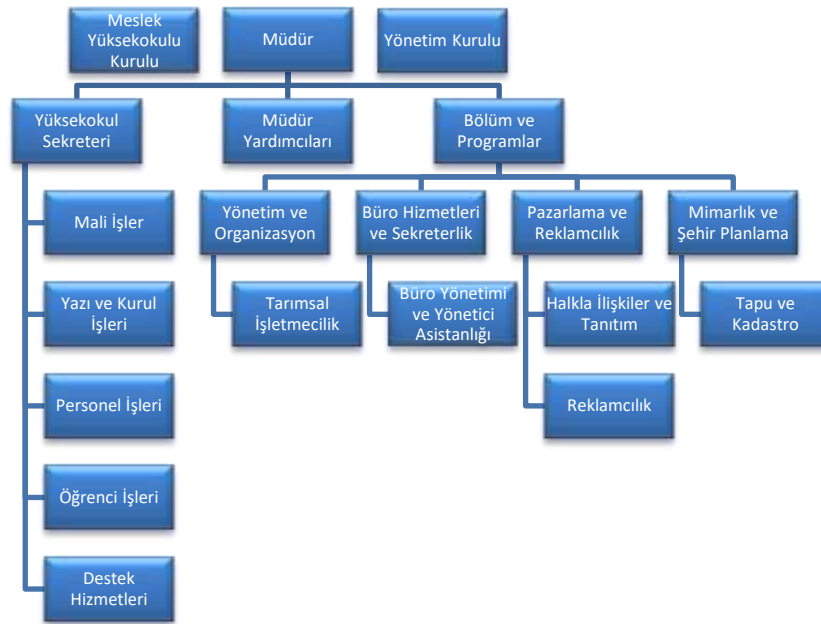 Meslek
Yüksekokulu
Kurulu
Müdür
Yönetim Kurulu
Yüksekokul
Sekreteri
Müdür
Yardımcıları
Bölüm ve
Programlar
Mali İşler
Yazı ve Kurul
İşleri
Personel İşleri
Öğrenci İşleri
Destek
Hizmetleri
Yönetim ve
Organizasyon
Tarımsal
İşletmecilik
Büro Hizmetleri
ve Sekreterlik
Büro Yönetimi
ve Yönetici
Asistanlığı
Pazarlama ve
Reklamcılık
Halkla İlişkiler ve
Tanıtım
Reklamcılık
Mimarlık ve
Şehir Planlama
Tapu ve
Kadastro